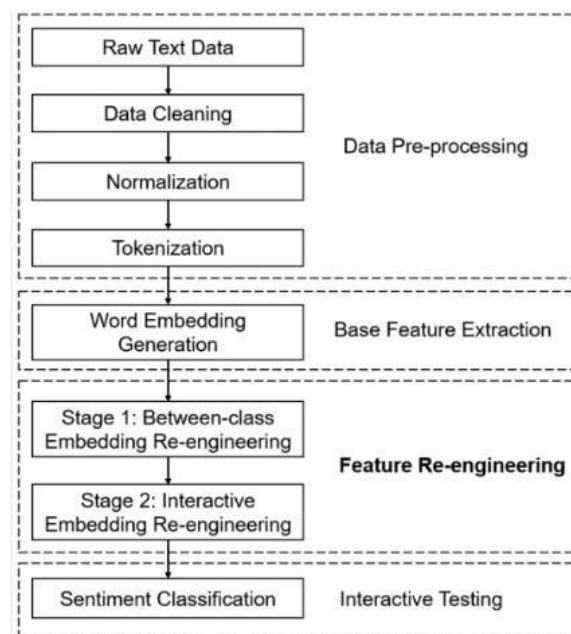 Raw Text Data
Data Cleaning
Data Pre-processing
Normalization
Tokenization
Word Embedding
Generation
Base Feature Extraction
Stage 1: Between-class
Embedding Re-engineering
Feature Re-engineering
Stage 2: Interactive
Embedding Re-engineering
Sentiment Classification
Interactive Testing